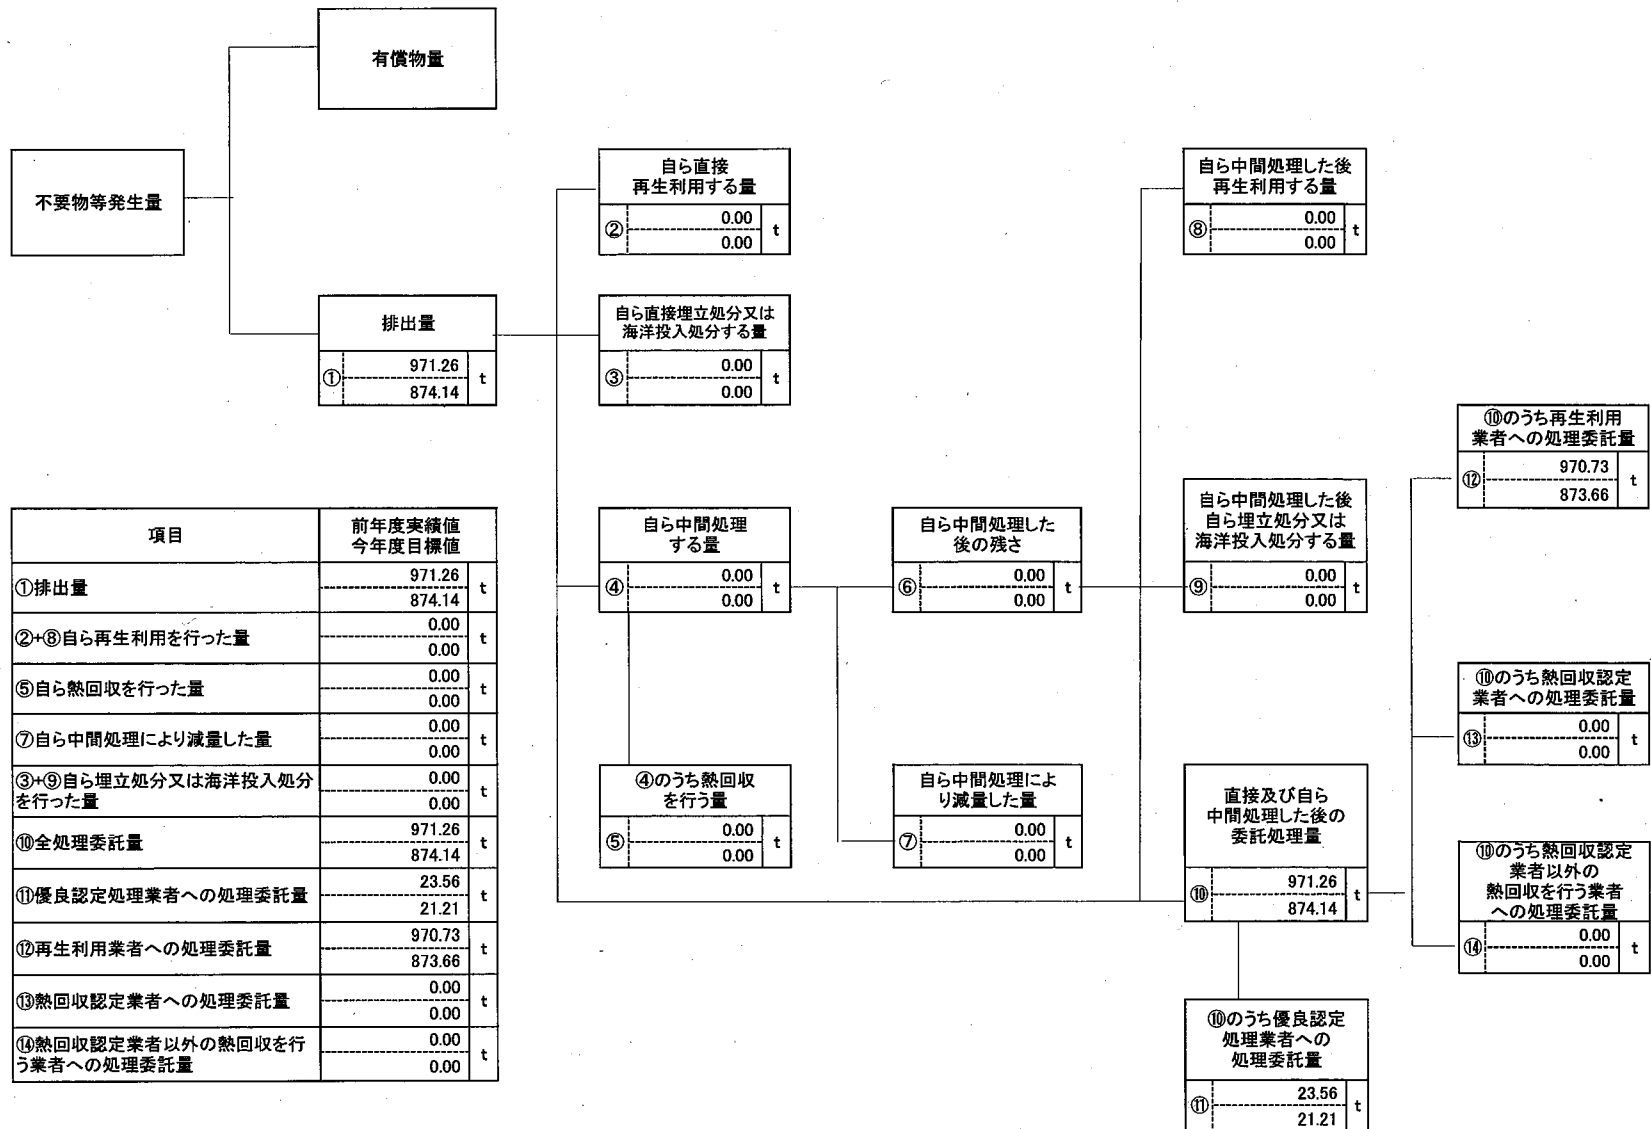 有償物量
不要物等発生量
排出量
①
971.26
874.14
t
自ら直接
再生利用する量
②
0.00
0.00
t
自ら直接埋立処分又は
海洋投入処分する量
③
0.00
0.00
t
自ら中間処理
する量
④
0.00
0.00
t
④のうち熱回収
を行う量
⑤
0.00
0.00
t
自ら中間処理した
後の残さ
⑥
0.00
0.00
t
自ら中間処理によ
り減量した量
⑦
0.00
0.00
t
自ら中間処理した後
再生利用する量
⑧
0.00
0.00
t
自ら中間処理した後
自ら埋立処分又は
海洋投入処分する量
⑨
0.00
0.00
t
直接及び自ら
中間処理した後の
委託処理量
⑩
971.26
874.14
t
⑩のうち優良認定
処理業者への
処理委託量
⑪
23.56
21.21
t
⑩のうち再生利用
業者への処理委託量
⑫
970.73
873.66
t
⑩のうち熱回収認定
業者への処理委託量
⑬
0.00
0.00
t
⑩のうち熱回収認定
業者以外の
熱回収を行う業者
への処理委託量
⑭
0.00
0.00
t
項目
前年度実績値
今年度目標値
①排出量
971.26
874.14
t
②+⑧自ら再生利用を行った量
0.00
0.00
t
⑤自ら熱回収を行った量
0.00
0.00
t
⑦自ら中間処理により減量した量
0.00
0.00
t
③+⑨自ら埋立処分又は海洋投入処分
を行った量
0.00
0.00
t
⑩全処理委託量
971.26
874.14
t
⑪優良認定処理業者への処理委託量
23.56
21.21
t
⑫再生利用業者への処理委託量
970.73
873.66
t
⑬熱回収認定業者への処理委託量
0.00
0.00
t
⑭熱回収認定業者以外の熱回収を行
う業者への処理委託量
0.00
0.00
t